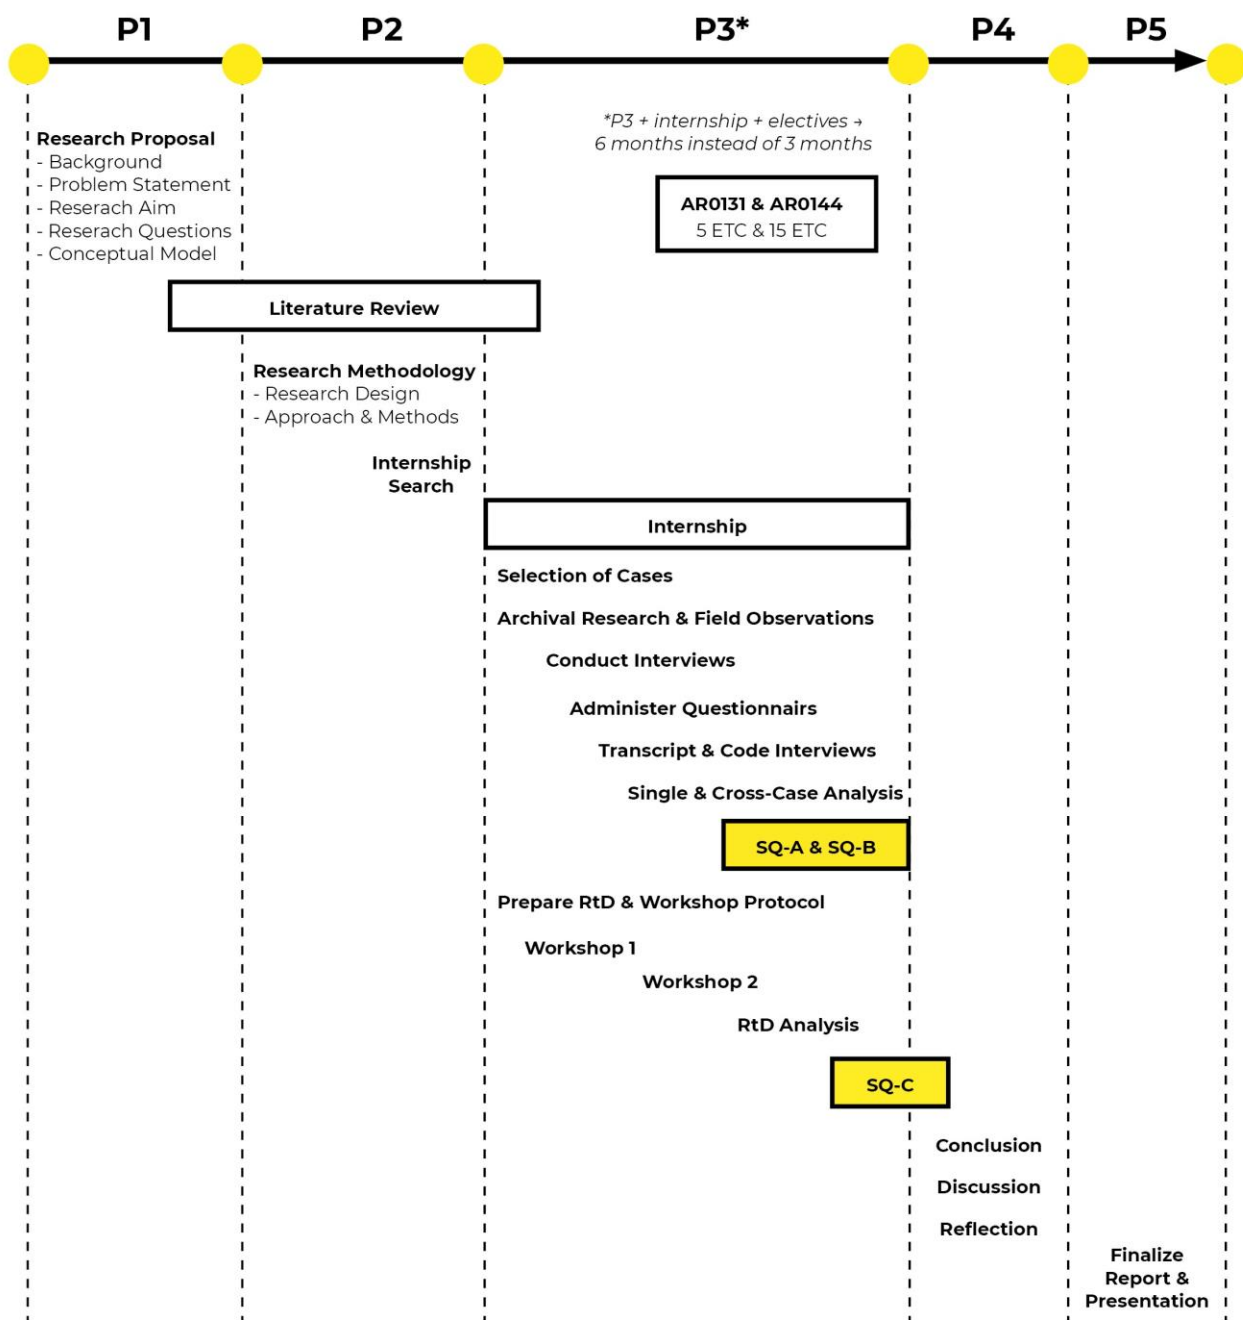 P1 P2 P3* P4 P5
*P3 + internship + electives →
6 months instead of 3 months
Research Proposal
- Background
- Problem Statement
- Reserach Aim
- Reserach Questions
- Conceptual Model
AR0131 & AR0144
5 ETC & 15 ETC
Literature Review
Research Methodology
- Research Design
- Approach & Methods
Internship
Search
Internship
Selection of Cases
Archival Research & Field Observations
Conduct Interviews
Administer Questionnairs
Transcript & Code Interviews
Single & Cross-Case Analysis
SQ-A & SQ-B
Prepare RtD & Workshop Protocol
Workshop 1
Workshop 2
RtD Analysis
SQ-C
Conclusion
Discussion
Reflection
Finalize
Report &
Presentation